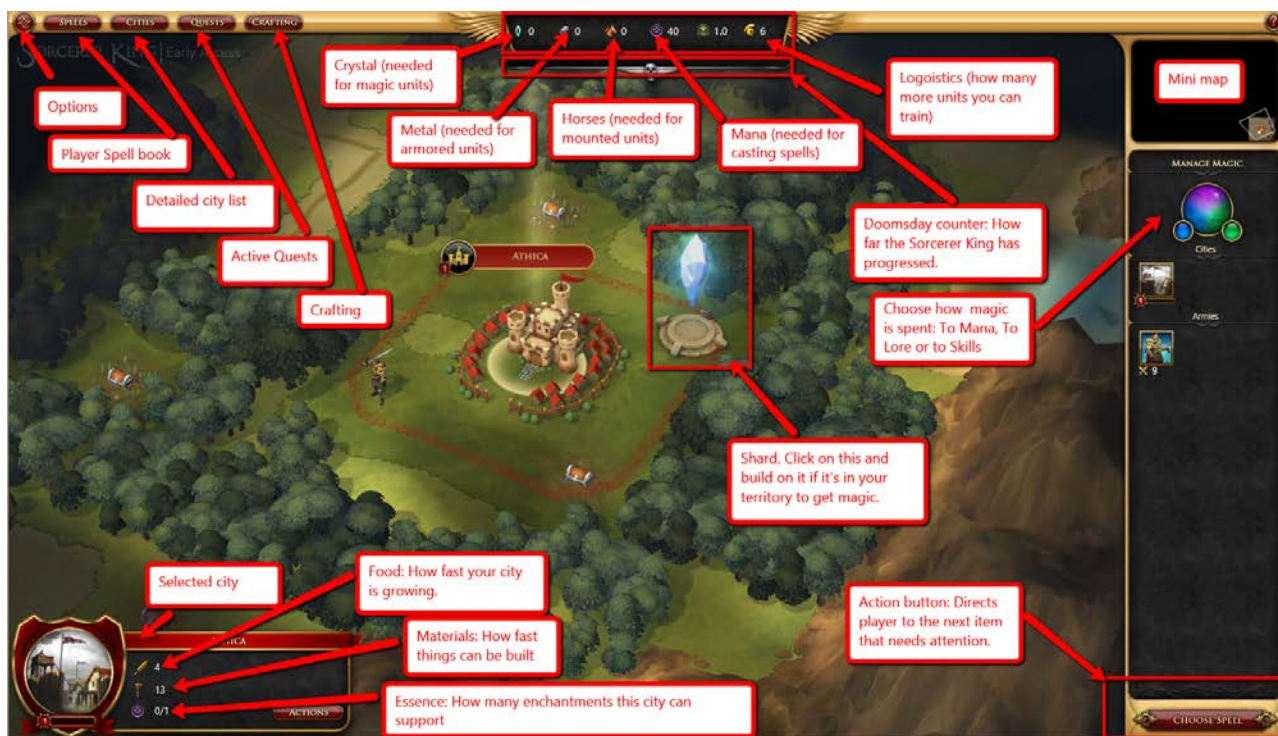 SPELLS
CITIES
QUESTS
CRAFTING
0
0
0
40
1.0
6
?
SORCERER KING | Early Access
Crystal (needed
for magic units)
Metal (needed for
armored units)
Horses (needed for
mounted units)
Mana (needed for
casting spells)
Logoistics (how many
more units you can
train)
Mini map
Options
Player Spell book
Detailed city list
Active Quests
Crafting
Doomsday counter: How
far the Sorcerer King has
progressed.
MANAGE MAGIC
Cities
1
Armies
9
Choose how magic
is spent: To Mana, To
Lore or to Skills
1
ATHICA
Shard. Click on this and
build on it if it's in your
territory to get magic.
Selected city
Food: How fast your city
is growing.
Materials: How fast
things can be built
Essence: How many enchantments this city can
support
Action button: Directs
player to the next item
that needs attention.
4
13
0/1
1
ACTIONS
CHOOSE SPELL